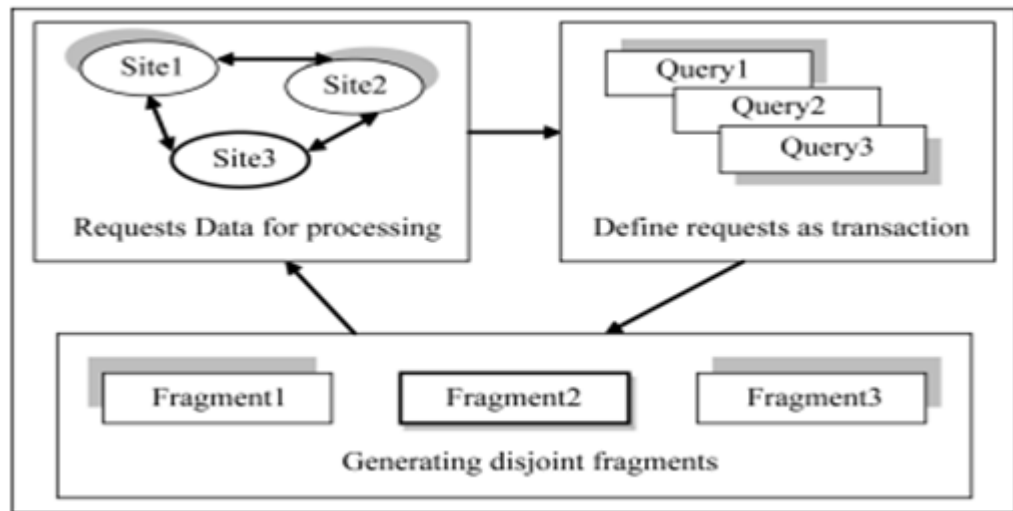 Site1
Site2
Site3
Requests Data for processing
Query1
Query2
Query3
Define requests as transaction
Fragment1
Fragment2
Fragment3
Generating disjoint fragments